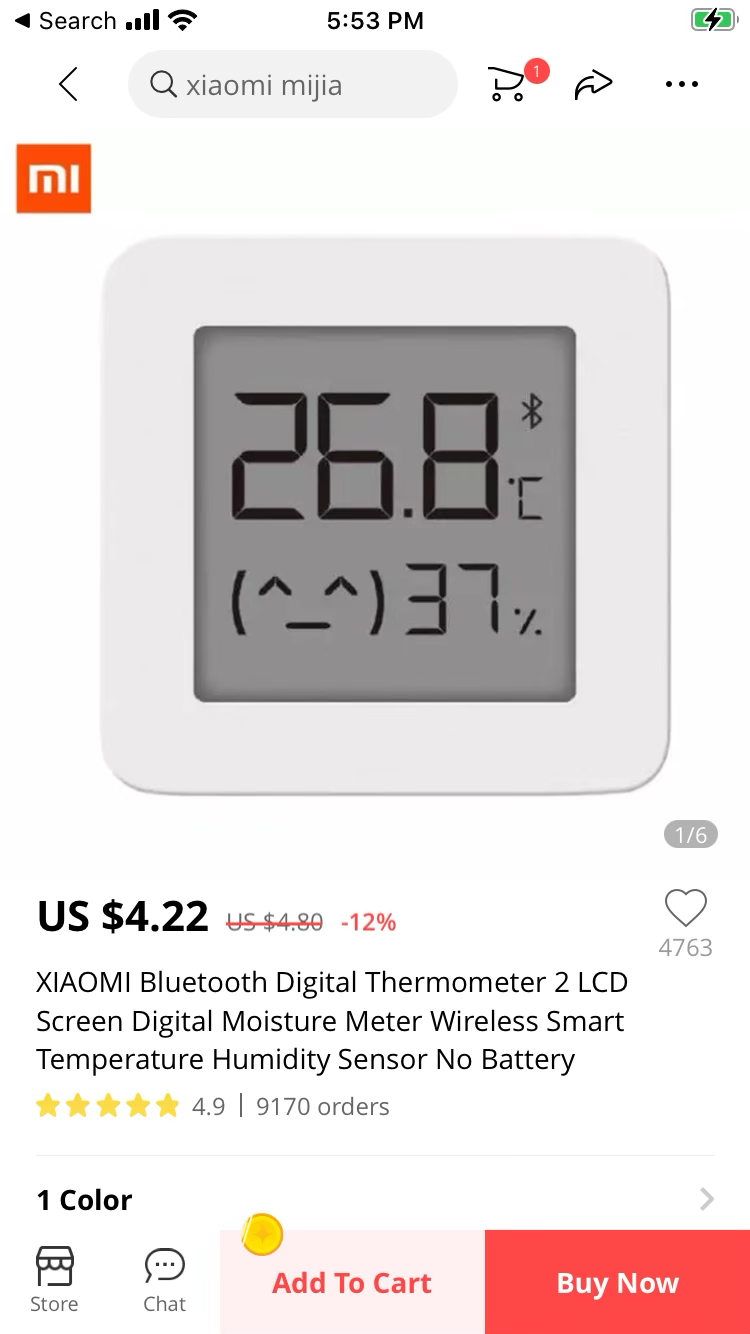 Search
5:53 PM
xiaomi mijia
1
mi
26.8
°C
(^_^) 37 %
1/6
US $4.22 US $4.80 -12%
4763
XIAOMI Bluetooth Digital Thermometer 2 LCD
Screen Digital Moisture Meter Wireless Smart
Temperature Humidity Sensor No Battery
4.9 | 9170 orders
1 Color
Store
Chat
Add To Cart
Buy Now